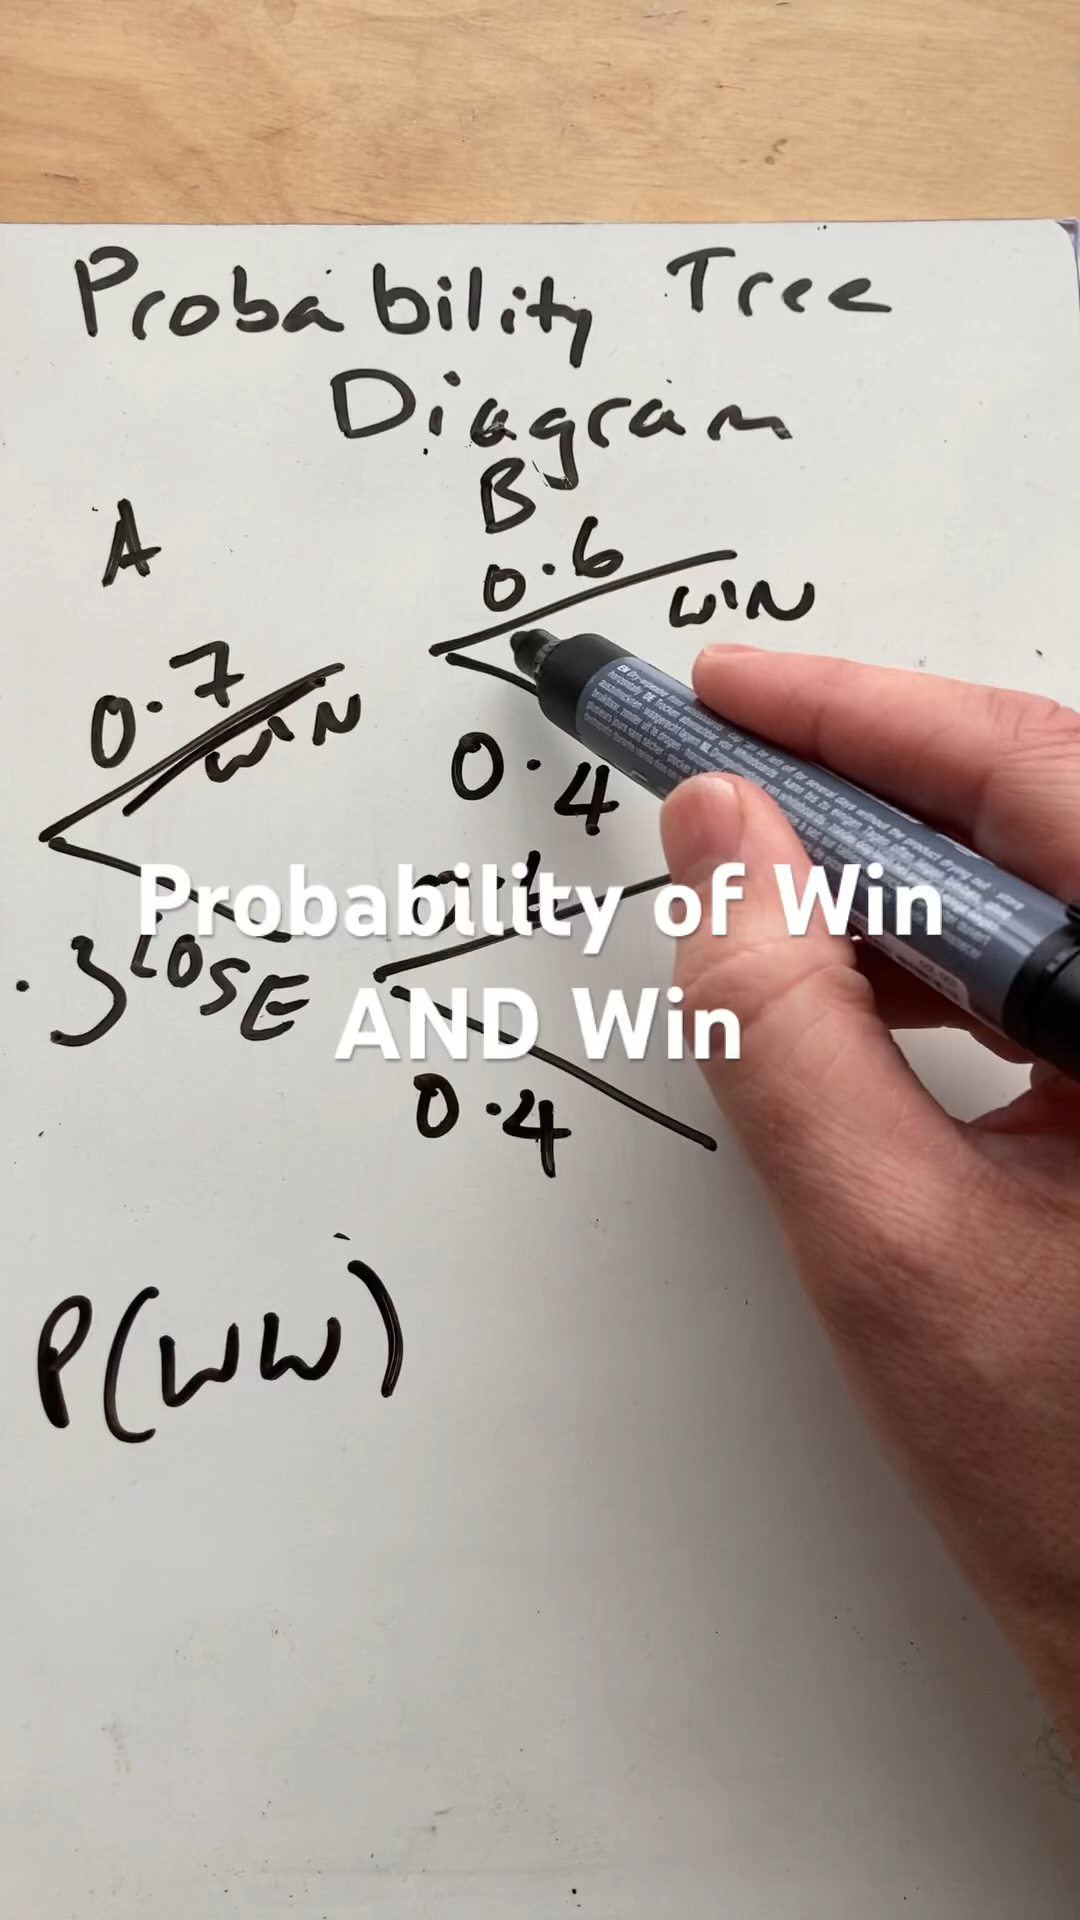 Probability Tree
Diagram
A
B
0.6
WIN
0.7
WIN
0.4
Probability of Win
AND Win
.3 LOSE
0.4
P(WW)